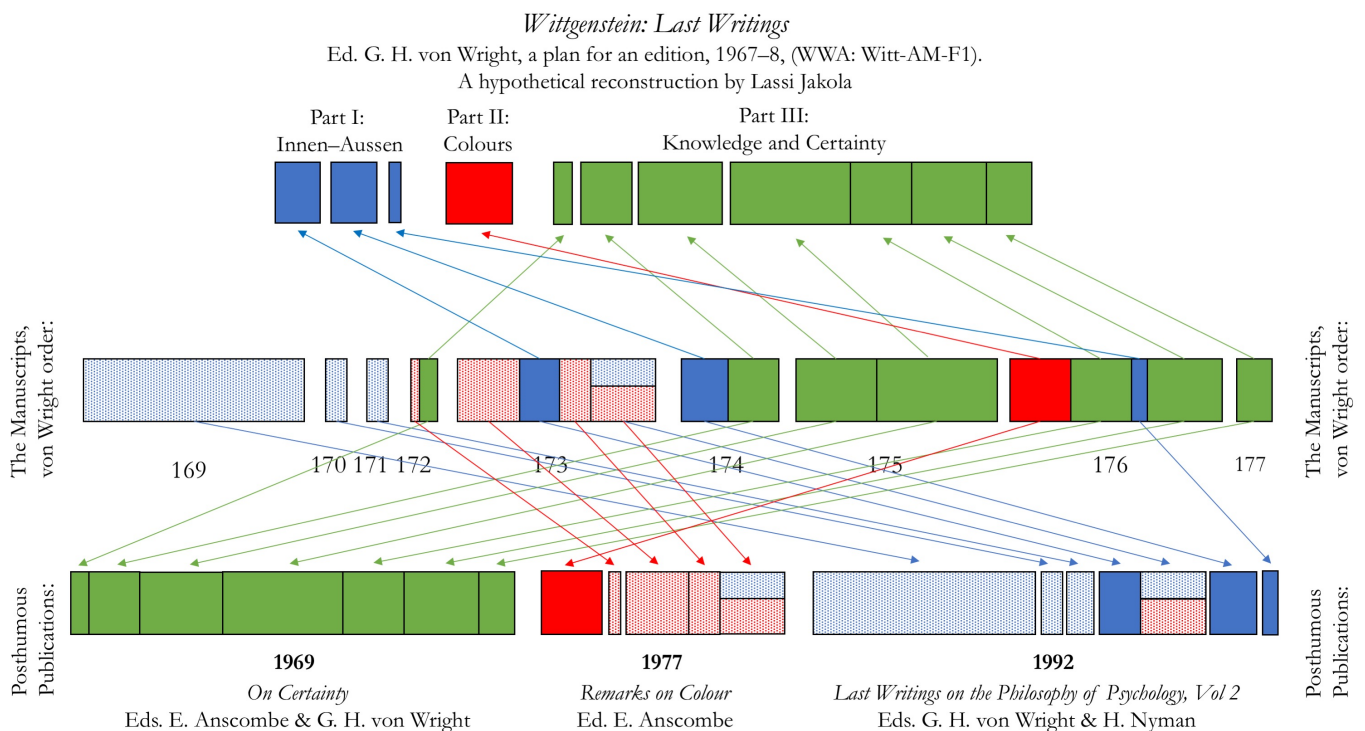 Wittgenstein: Last Writings
Ed. G. H. von Wright, a plan for an edition, 1967–8, (WWA: Witt-AM-F1).
A hypothetical reconstruction by Lassi Jakola
Part I:
Innen–Aussen
Part II:
Colours
Part III:
Knowledge and Certainty
The Manuscripts,
von Wright order:
169
170
171
172
173
174
175
176
177
The Manuscripts,
von Wright order:
Posthumous
Publications:
1969
On Certainty
Eds. E. Anscombe & G. H. von Wright
1977
Remarks on Colour
Ed. E. Anscombe
1992
Last Writings on the Philosophy of Psychology, Vol 2
Eds. G. H. von Wright & H. Nyman
Posthumous
Publications: